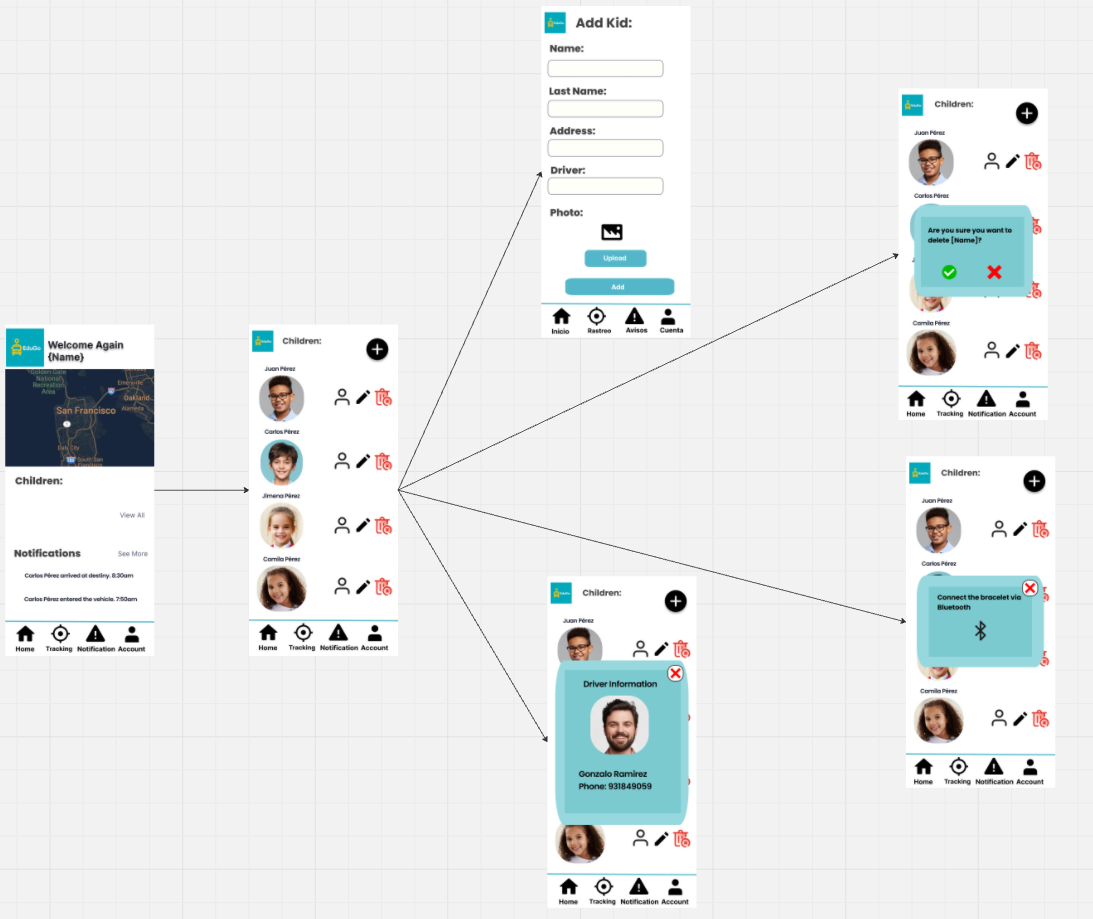 EduGo
Welcome Again
{Name}
Golden Gate
National
Recreation
Area
Emeryville
Oakland
Alameda
San Francisco
Daly City
South San
Francisco
Children:
View All
Notifications
See More
Carlos Pérez arrived at destiny. 8:30am
Carlos Pérez entered the vehicle. 7:50am
Home
Tracking
Notification
Account
Children:
Juan Pérez
Carlos Pérez
Jimena Pérez
Camila Pérez
Home
Tracking
Notification
Account
Add Kid:
Name:
Last Name:
Address:
Driver:
Photo:
Upload
Add
Inicio
Rastreo
Avisos
Cuenta
Children:
Juan Pérez
Driver Information
Gonzalo Ramirez
Phone: 931849059
Home
Tracking
Notification
Account
Children:
Juan Pérez
Carlos Pérez
Are you sure you want to
delete [Name]?
Camila Pérez
Home
Tracking
Notification
Account
Children:
Juan Pérez
Carlos Pérez
Connect the bracelet via
Bluetooth
Camila Pérez
Home
Tracking
Notification
Account